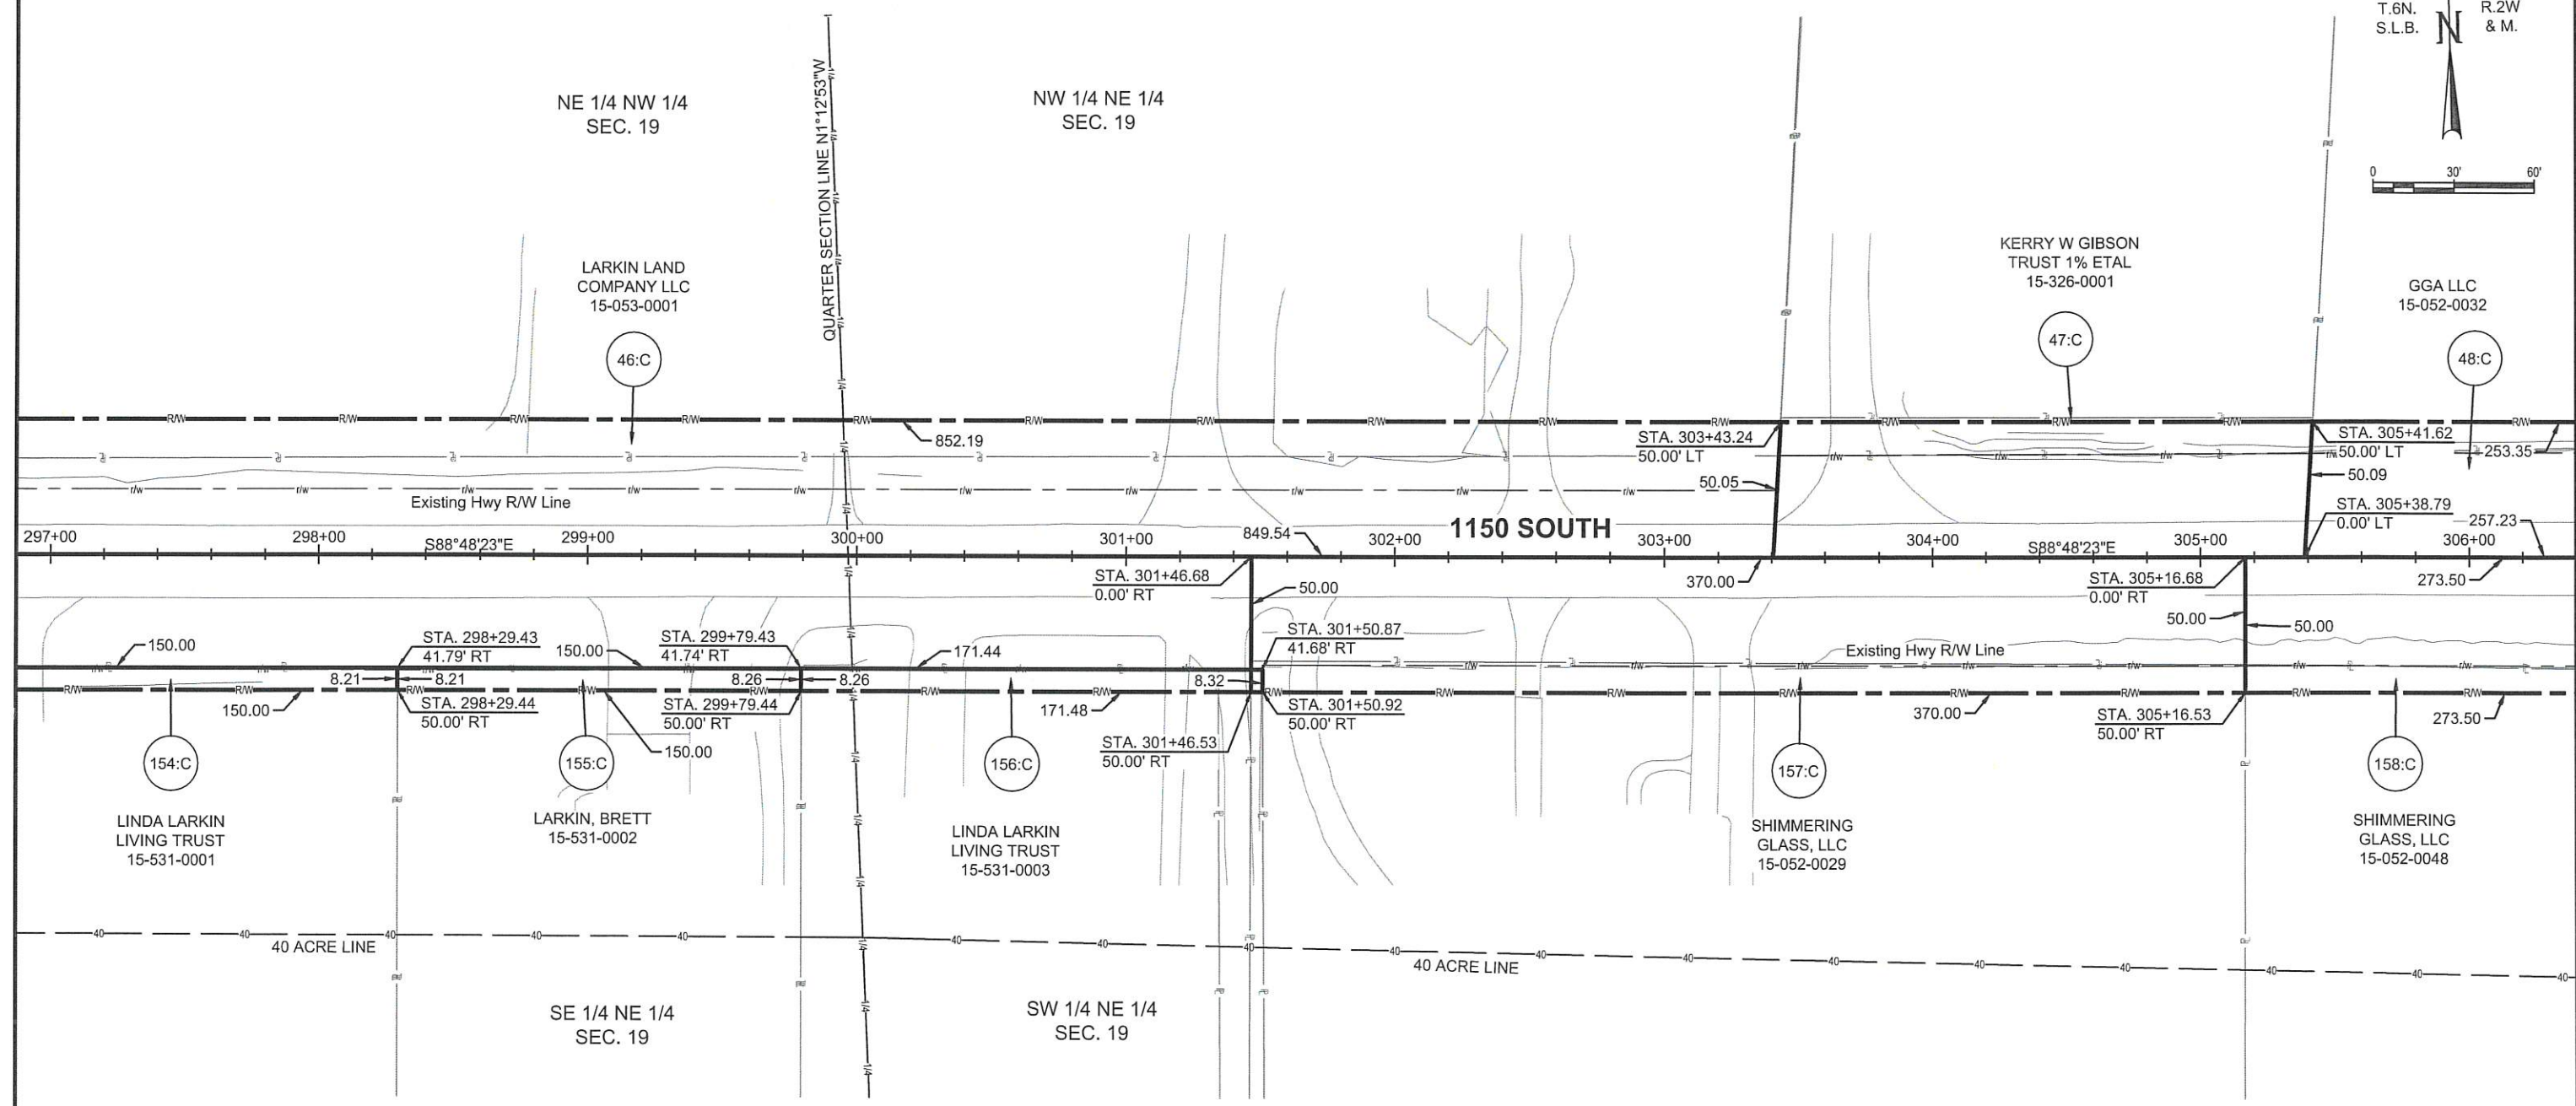 T.6N. R.2W
S.L.B. N & M.
0 30' 60'
NE 1/4 NW 1/4
SEC. 19
NW 1/4 NE 1/4
SEC. 19
QUARTER SECTION LINE N1°12'53"W
LARKIN LAND
COMPANY LLC
15-053-0001
46:C
KERRY W GIBSON
TRUST 1% ETAL
15-326-0001
47:C
GGA LLC
15-052-0032
48:C
852.19
STA. 303+43.24
50.00' LT
50.05
STA. 305+41.62
50.00' LT
253.35
50.09
STA. 305+38.79
0.00' LT
257.23
Existing Hwy R/W Line
849.54
1150 SOUTH
297+00 298+00 299+00 300+00 301+00 302+00 303+00 304+00 305+00 306+00
S88°48'23"E S88°48'23"E
STA. 301+46.68
0.00' RT
50.00
370.00
STA. 305+16.68
0.00' RT
273.50
50.00
50.00
150.00
STA. 298+29.43
41.79' RT
150.00
STA. 299+79.43
41.74' RT
171.44
STA. 301+50.87
41.68' RT
Existing Hwy R/W Line
8.21 8.21
8.26 8.26
8.32
150.00
STA. 298+29.44
50.00' RT
STA. 299+79.44
50.00' RT
150.00
171.48
STA. 301+50.92
50.00' RT
STA. 301+46.53
50.00' RT
370.00
STA. 305+16.53
50.00' RT
273.50
154:C
LINDA LARKIN
LIVING TRUST
15-531-0001
155:C
LARKIN, BRETT
15-531-0002
156:C
LINDA LARKIN
LIVING TRUST
15-531-0003
157:C
SHIMMERING
GLASS, LLC
15-052-0029
158:C
SHIMMERING
GLASS, LLC
15-052-0048
40 ACRE LINE
40 ACRE LINE
SE 1/4 NE 1/4
SEC. 19
SW 1/4 NE 1/4
SEC. 19